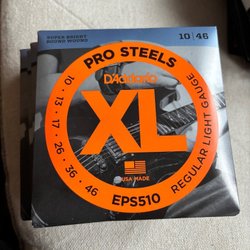 SUPER BRIGHT
ROUND WOUND
10 | 46
PRO STEELS
D'Addario
XL
10 • 13 • 17 • 26 • 36 • 46
REGULAR LIGHT GAUGE
USA MADE
EPS510